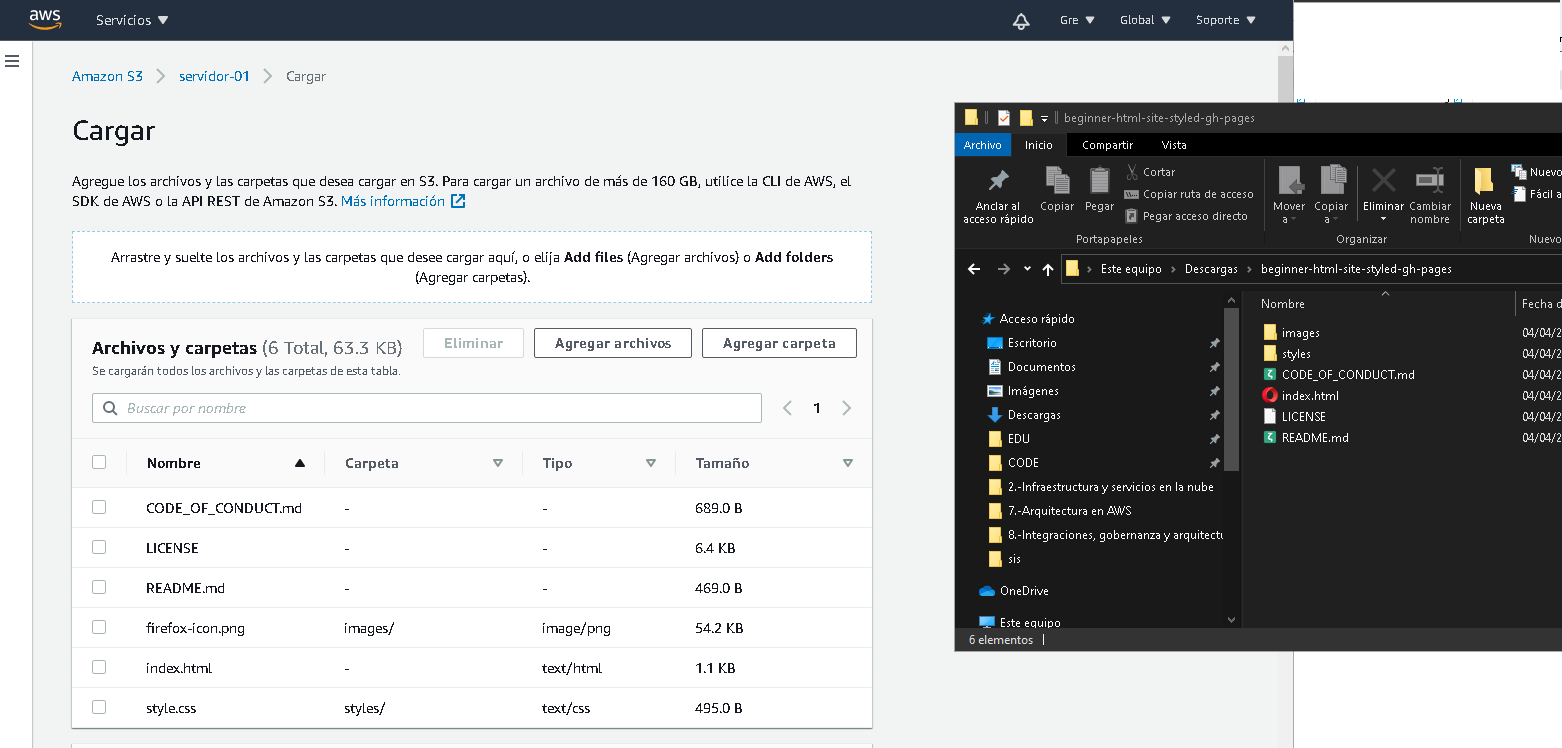 aws Servicios Gre Global Soporte
Amazon S3 > servidor-01 > Cargar
Cargar
Agregue los archivos y las carpetas que desea cargar en S3. Para cargar un archivo de más de 160 GB, utilice la CLI de AWS, el
SDK de AWS o la API REST de Amazon S3. Más información
Arrastre y suelte los archivos y las carpetas que desee cargar aquí, o elija Add files (Agregar archivos) o Add folders
(Agregar carpetas).
Archivos y carpetas (6 Total, 63.3 KB) Eliminar Agregar archivos Agregar carpeta
Se cargarán todos los archivos y las carpetas de esta tabla.
Buscar por nombre 1
Nombre Carpeta Tipo Tamaño
CODE_OF_CONDUCT.md - - 689.0 B
LICENSE - - 6.4 KB
README.md - - 469.0 B
firefox-icon.png images/ image/png 54.2 KB
index.html - text/html 1.1 KB
style.css styles/ text/css 495.0 B
beginner-html-site-styled-gh-pages
Archivo Inicio Compartir Vista
Anclar al
acceso rápido
Copiar
Pegar
Cortar
Copiar ruta de acceso
Pegar acceso directo
Portapapeles
Mover
a
Copiar
a
Eliminar
Cambiar
nombre
Organizar
Nueva
carpeta
Nuevo
Fácil a
Nuevo
Este equipo > Descargas > beginner-html-site-styled-gh-pages
Acceso rápido
Escritorio
Documentos
Imágenes
Descargas
EDU
CODE
2.-Infraestructura y servicios en la nube
7.-Arquitectura en AWS
8.-Integraciones, gobernanza y arquitectu
sis
OneDrive
Este equipo
Nombre Fecha d
images 04/04/2
styles 04/04/2
CODE_OF_CONDUCT.md 04/04/2
index.html 04/04/2
LICENSE 04/04/2
README.md 04/04/2
6 elementos